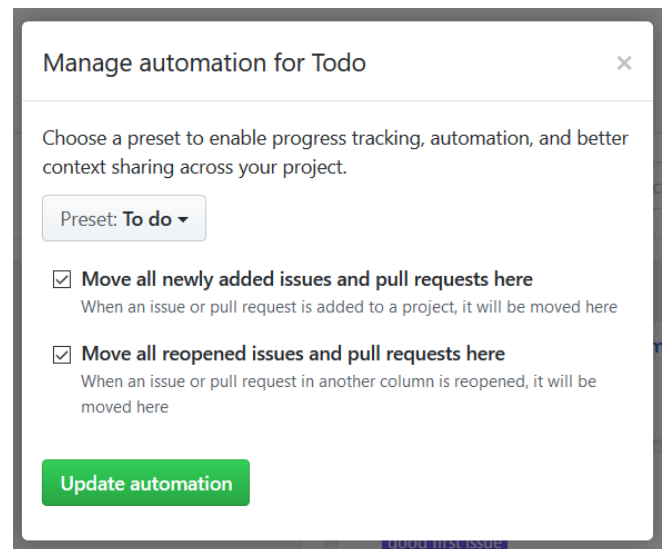 Manage automation for Todo
Choose a preset to enable progress tracking, automation, and better
context sharing across your project.
Preset: To do
Move all newly added issues and pull requests here
When an issue or pull request is added to a project, it will be moved here
Move all reopened issues and pull requests here
When an issue or pull request in another column is reopened, it will be
moved here
Update automation
good first issue